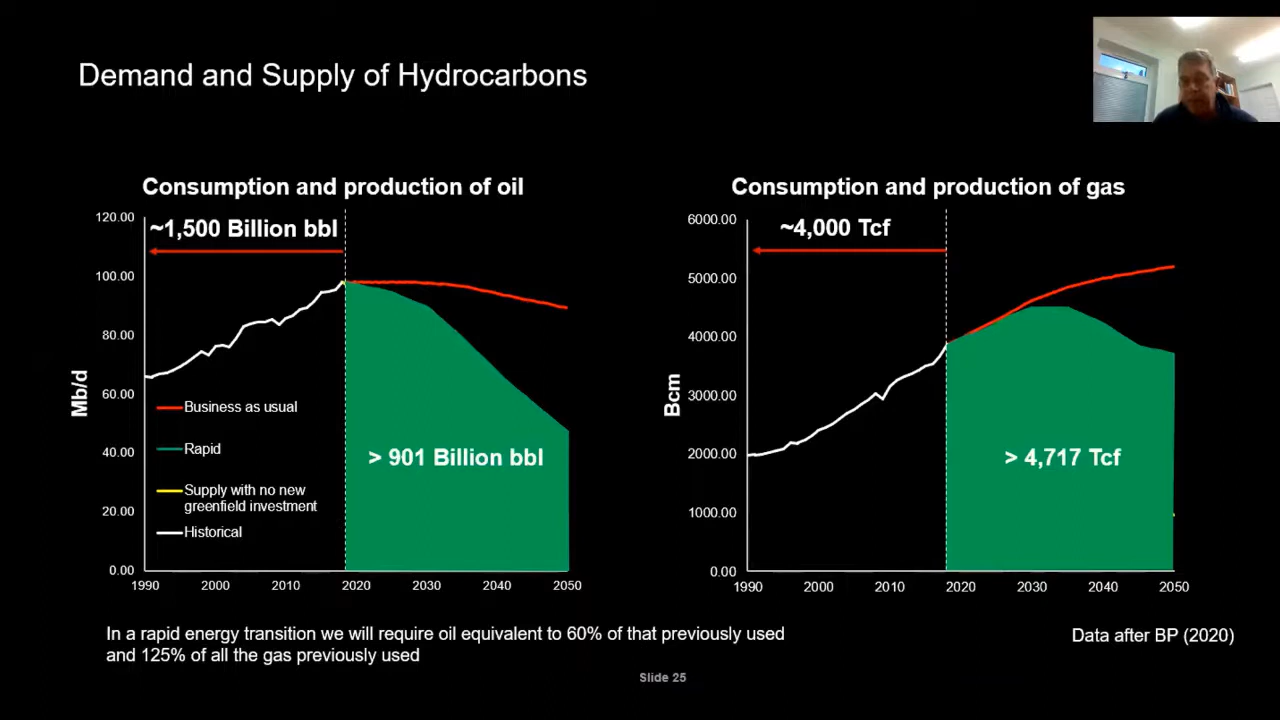 Demand and Supply of Hydrocarbons
Consumption and production of oil
120.00
~1,500 Billion bbl
100.00
80.00
60.00
40.00
20.00
0.00
Mb/d
Business as usual
Rapid
Supply with no new
greenfield investment
Historical
> 901 Billion bbl
1990 2000 2010 2020 2030 2040 2050
Consumption and production of gas
6000.00
~4,000 Tcf
5000.00
4000.00
3000.00
2000.00
1000.00
0.00
Bcm
> 4,717 Tcf
1990 2000 2010 2020 2030 2040 2050
In a rapid energy transition we will require oil equivalent to 60% of that previously used
and 125% of all the gas previously used
Data after BP (2020)
Slide 25